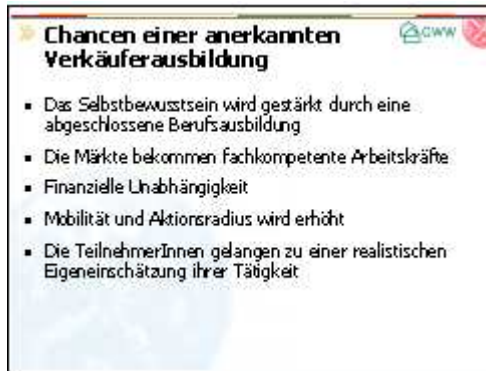 Chancen einer anerkannten
Verkäuferausbildung
GWW
Das Selbstbewusstsein wird gestärkt durch eine
abgeschlossene Berufsausbildung
Die Märkte bekommen fachkompetente Arbeitskräfte
Finanzielle Unabhängigkeit
Mobilität und Aktionsradius wird erhöht
Die TeilnehmerInnen gelangen zu einer realistischen
Eigeneinschätzung ihrer Tätigkeit